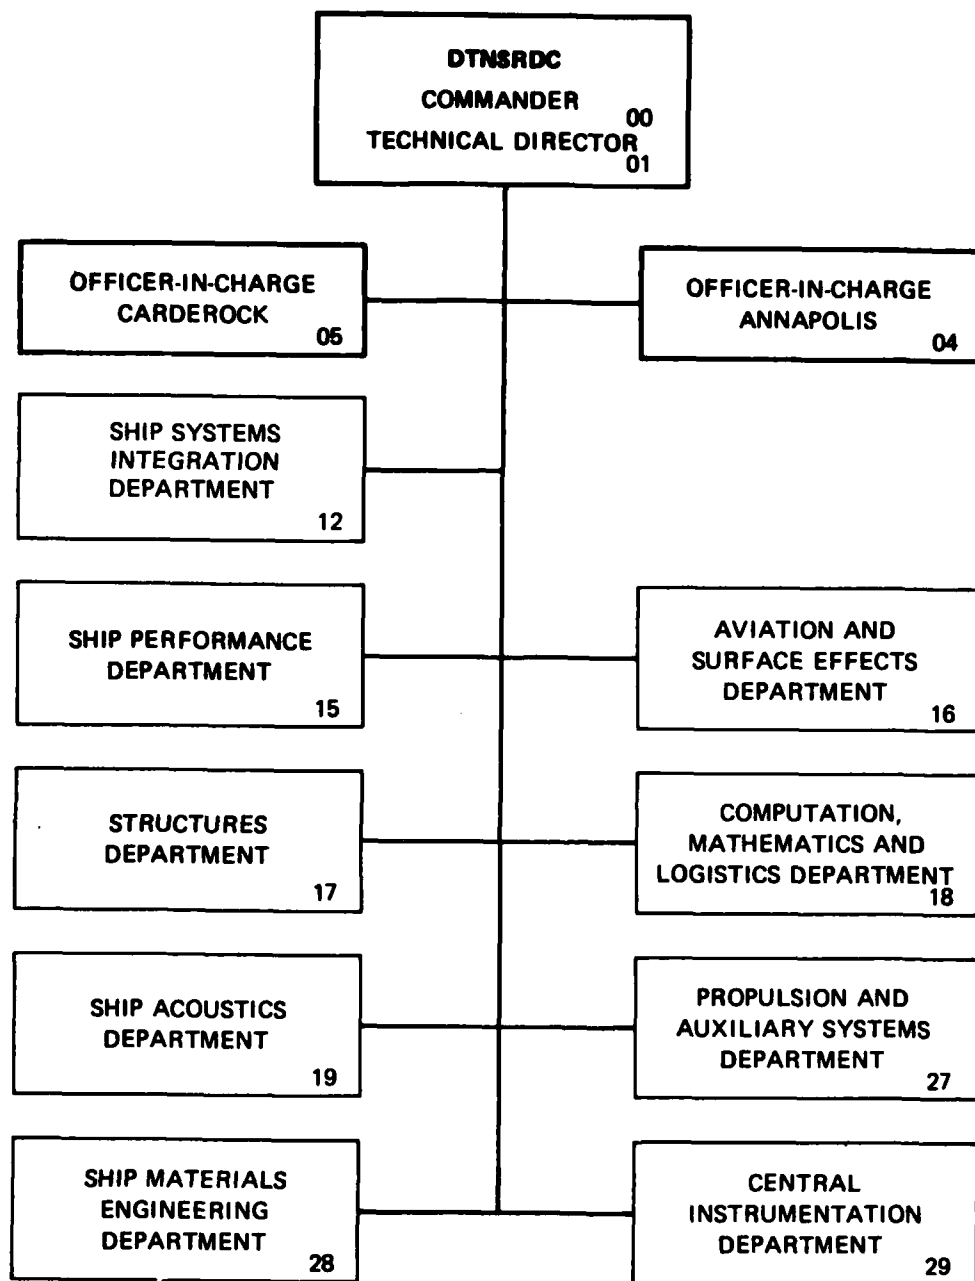 DTNSRDC
COMMANDER
00
TECHNICAL DIRECTOR
01
OFFICER-IN-CHARGE
CARDEROCK
05
OFFICER-IN-CHARGE
ANNAPOLIS
04
SHIP SYSTEMS
INTEGRATION
DEPARTMENT
12
SHIP PERFORMANCE
DEPARTMENT
15
AVIATION AND
SURFACE EFFECTS
DEPARTMENT
16
STRUCTURES
DEPARTMENT
17
COMPUTATION,
MATHEMATICS AND
LOGISTICS DEPARTMENT
18
SHIP ACOUSTICS
DEPARTMENT
19
PROPULSION AND
AUXILIARY SYSTEMS
DEPARTMENT
27
SHIP MATERIALS
ENGINEERING
DEPARTMENT
28
CENTRAL
INSTRUMENTATION
DEPARTMENT
29